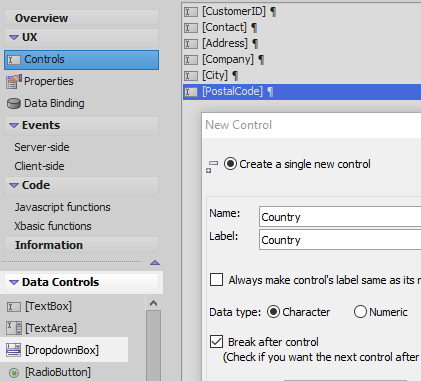 Overview
UX
Controls
Properties
Data Binding
Events
Server-side
Client-side
Code
Javascript functions
Xbasic functions
Information
Data Controls
[TextBox]
[TextArea]
[DropdownBox]
[RadioButton]
[CustomerID] ¶
[Contact] ¶
[Address] ¶
[Company] ¶
[City] ¶
[PostalCode] ¶
New Control
Create a single new control
Name: Country
Label: Country
Always make control's label same as its
Data type: Character Numeric
Break after control
(Check if you want the next control after